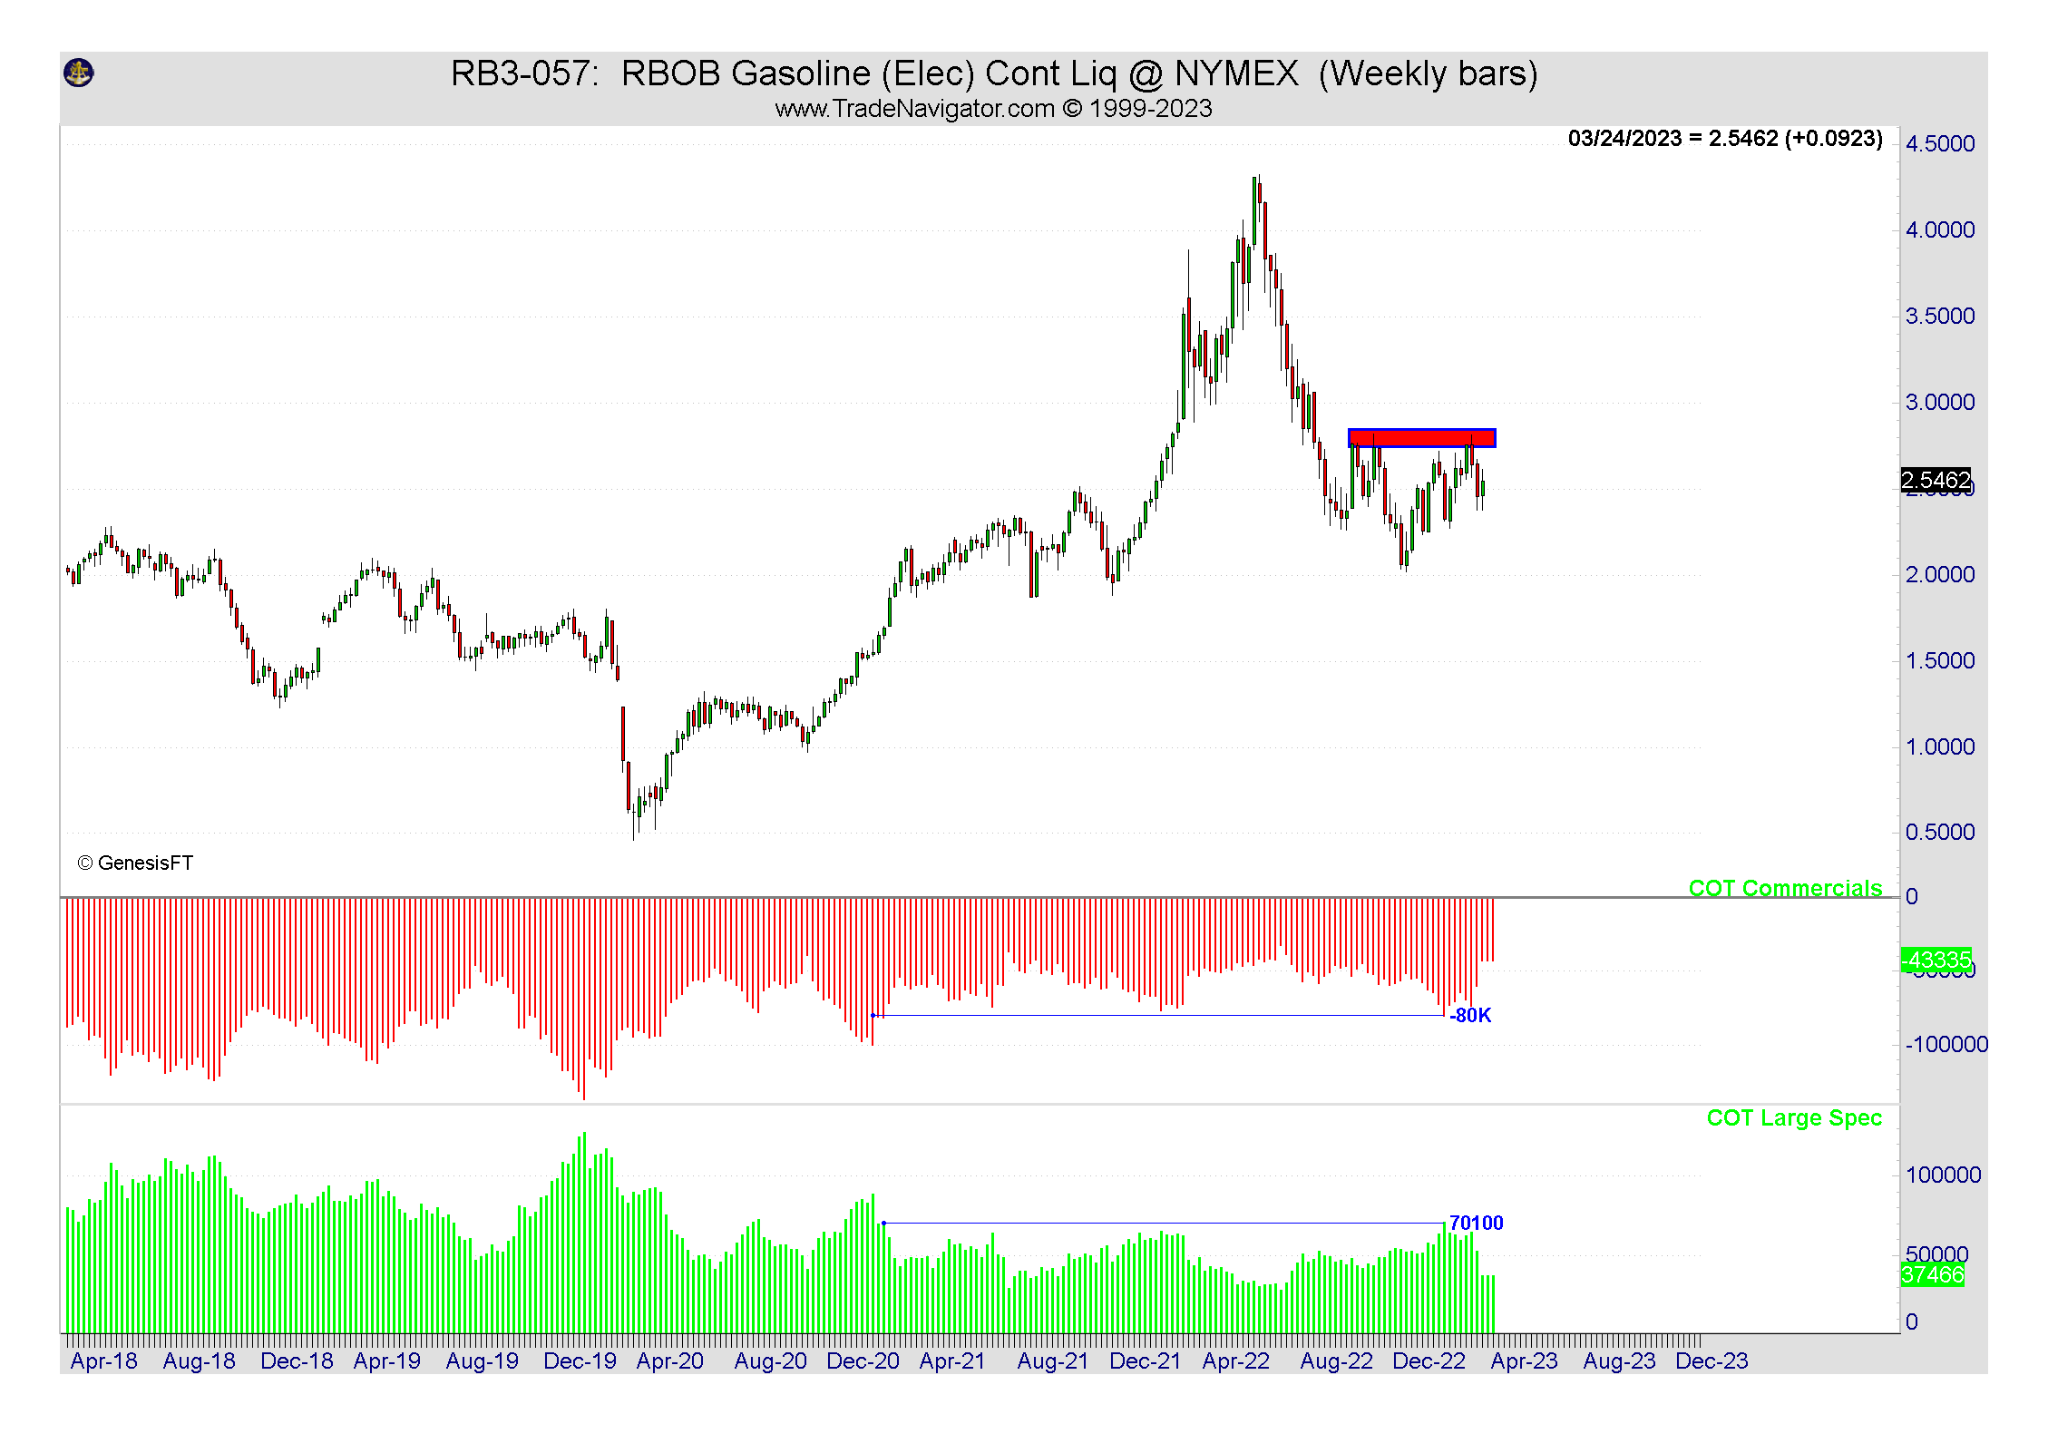 RB3-057:  RBOB Gasoline (Elec) Cont Liq @ NYMEX  (Weekly bars)
www.TradeNavigator.com © 1999-2023
03/24/2023 = 2.5462 (+0.0923)
4.5000
4.0000
3.5000
3.0000
2.5462
2.0000
1.5000
1.0000
0.5000
© GenesisFT
COT Commercials
0
-43335
-80K
-100000
COT Large Spec
100000
70100
50000
37466
0
Apr-18 Aug-18 Dec-18 Apr-19 Aug-19 Dec-19 Apr-20 Aug-20 Dec-20 Apr-21 Aug-21 Dec-21 Apr-22 Aug-22 Dec-22 Apr-23 Aug-23 Dec-23